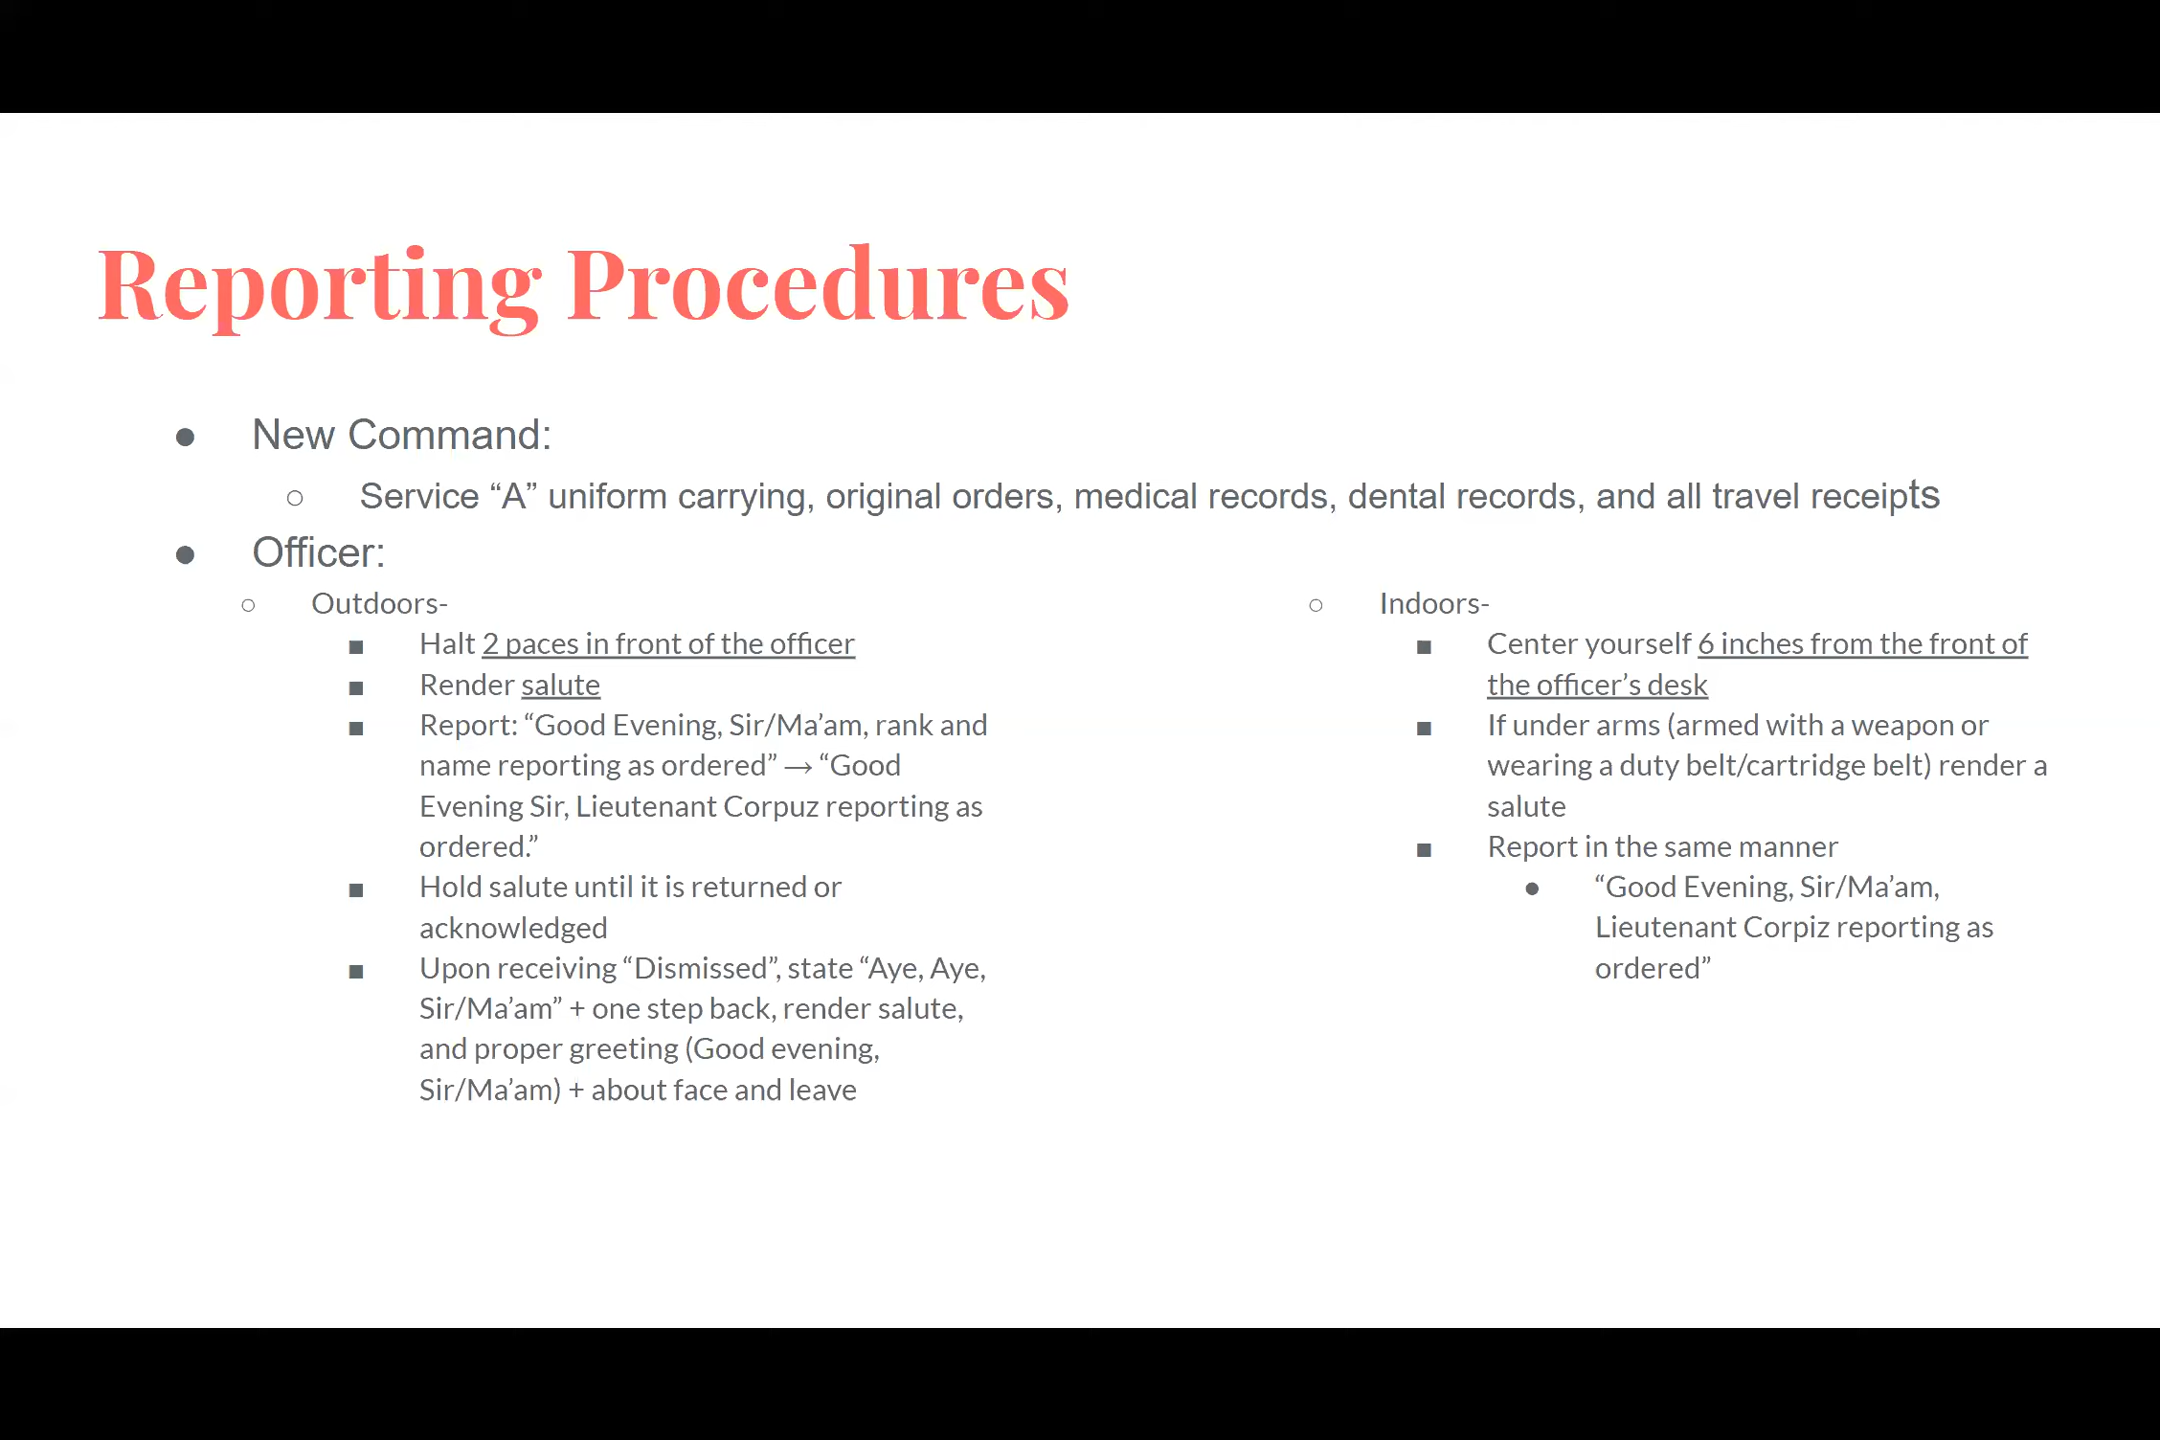 Reporting Procedures
● New Command:
○ Service “A” uniform carrying, original orders, medical records, dental records, and all travel receipts
● Officer:
○ Outdoors-
■ Halt 2 paces in front of the officer
■ Render salute
■ Report: “Good Evening, Sir/Ma’am, rank and
name reporting as ordered” → “Good
Evening Sir, Lieutenant Corpuz reporting as
ordered.”
■ Hold salute until it is returned or
acknowledged
■ Upon receiving “Dismissed”, state “Aye, Aye,
Sir/Ma’am” + one step back, render salute,
and proper greeting (Good evening,
Sir/Ma’am) + about face and leave
○ Indoors-
■ Center yourself 6 inches from the front of
the officer’s desk
■ If under arms (armed with a weapon or
wearing a duty belt/cartridge belt) render a
salute
■ Report in the same manner
● “Good Evening, Sir/Ma’am,
Lieutenant Corpiz reporting as
ordered”